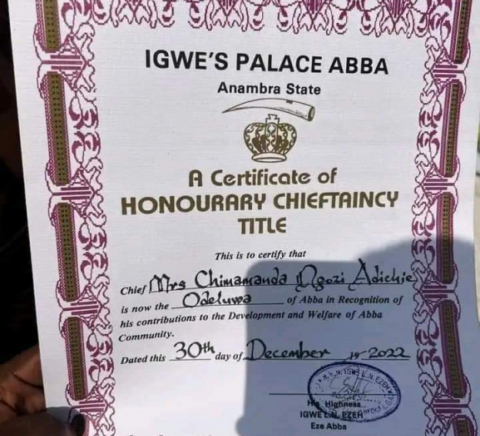 IGWE'S PALACE ABBA
Anambra State
A Certificate of
HONOURARY CHIEFTAINCY
TITLE
This is to certify that
Chief Mrs Chimamanda Ngozi Adichie
is now the Odeluwa of Abba in Recognition of
his contributions to the Development and Welfare of Abba
Community.
Dated this 30th day of December 19 2022
His Highness
IGWE L.N. EZEH
Eze Abba